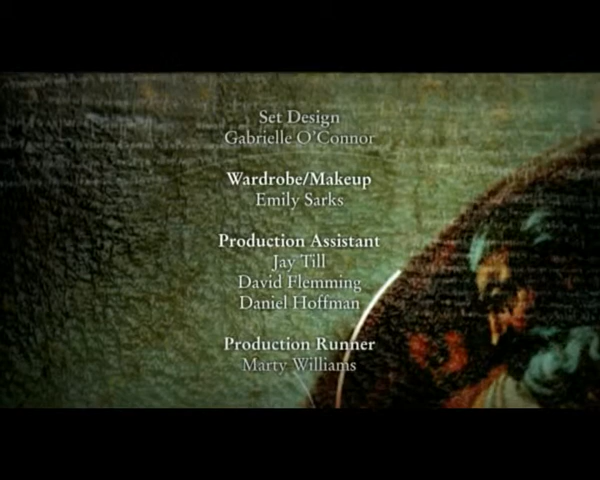 Set Design
Gabrielle O'Connor
Wardrobe/Makeup
Emily Sarks
Production Assistant
Jay Till
David Flemming
Daniel Hoffman
Production Runner
Marty Williams